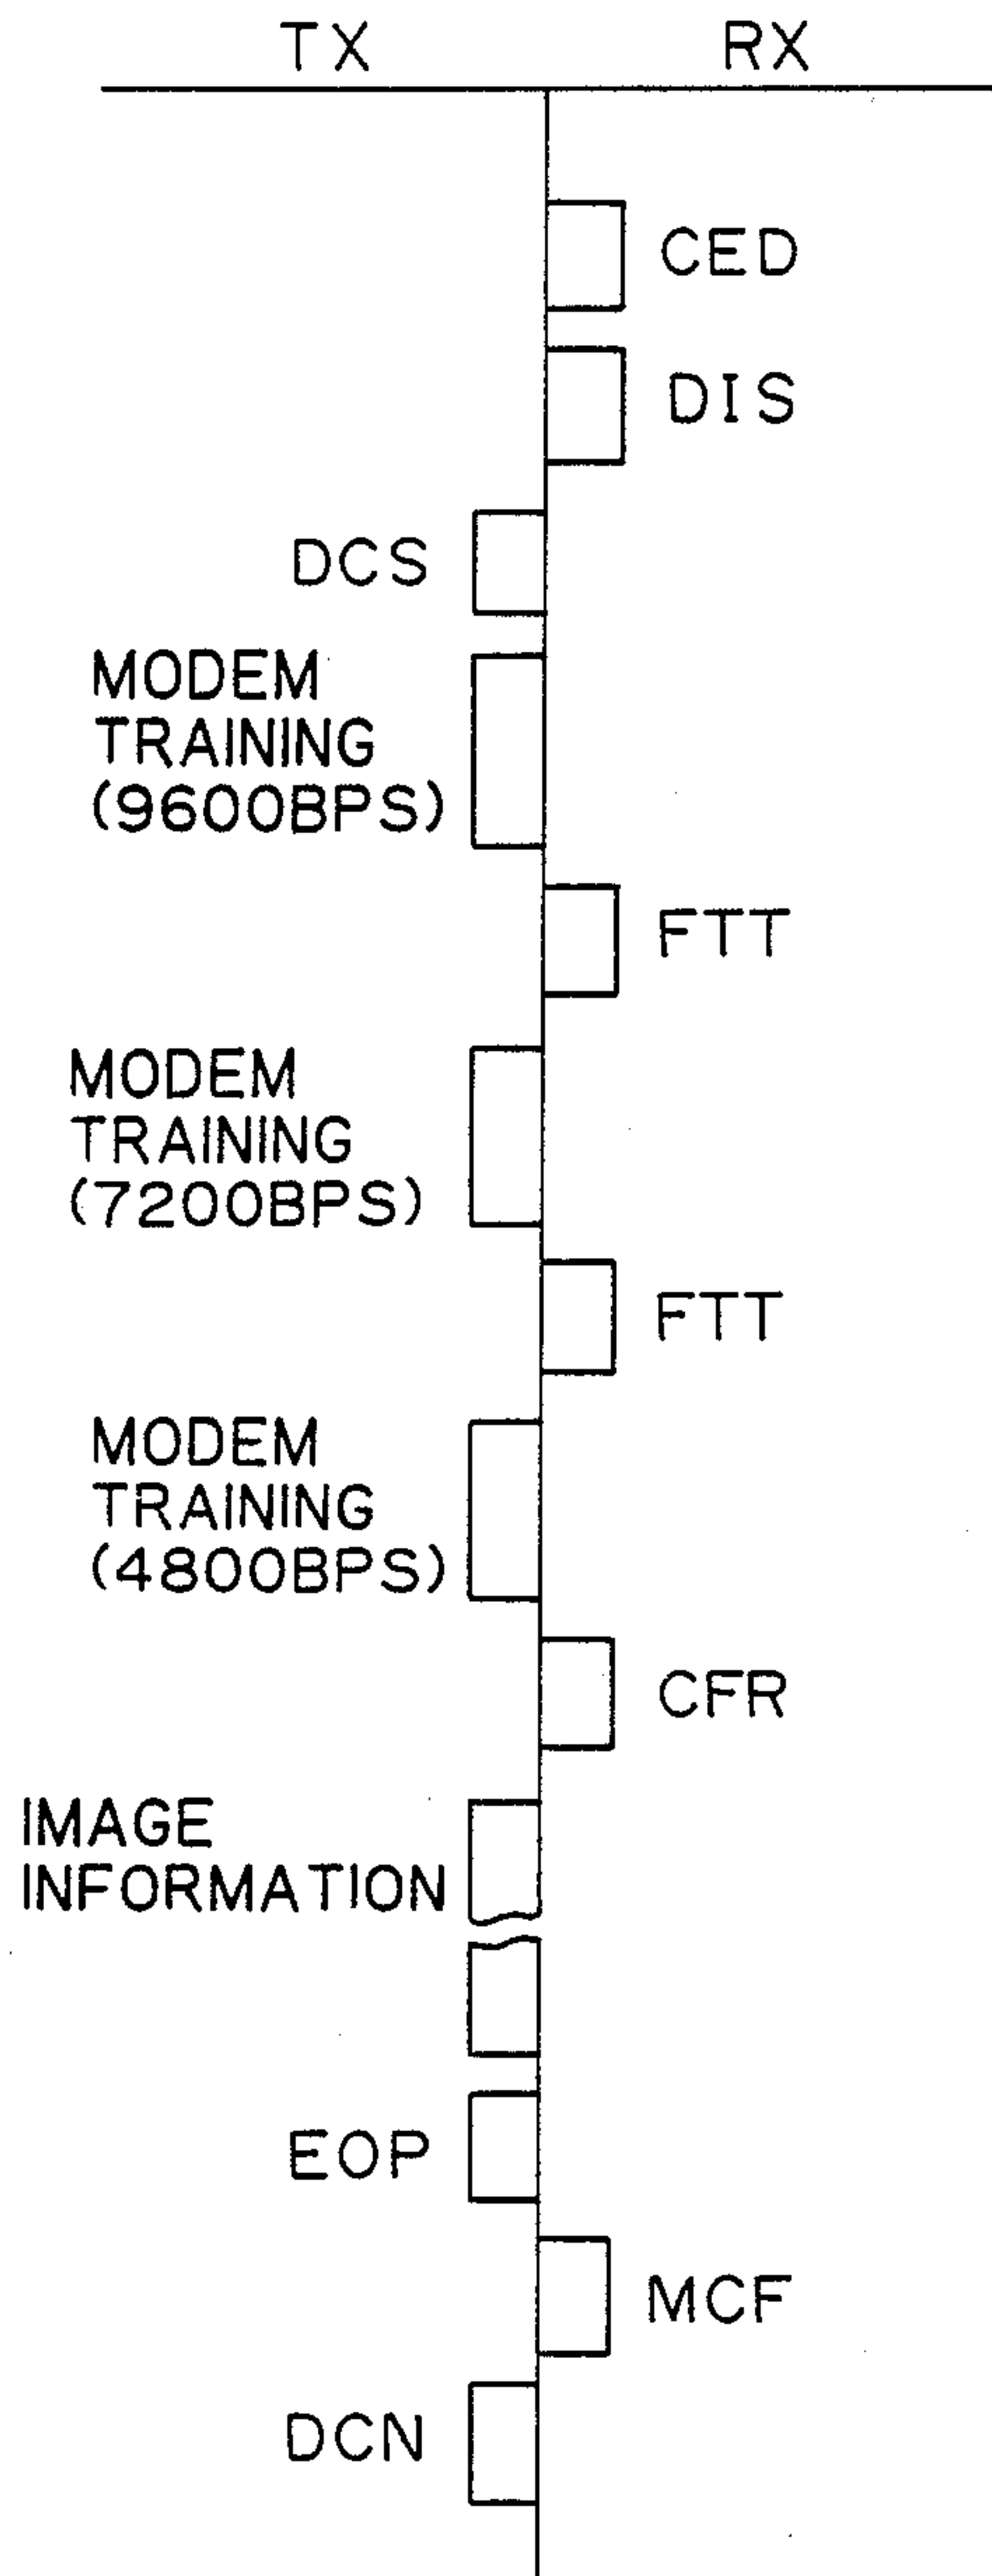 TX RX
CED
DIS
DCS
MODEM
TRAINING
(9600BPS)
FTT
MODEM
TRAINING
(7200BPS)
FTT
MODEM
TRAINING
(4800BPS)
CFR
IMAGE
INFORMATION
EOP
MCF
DCN